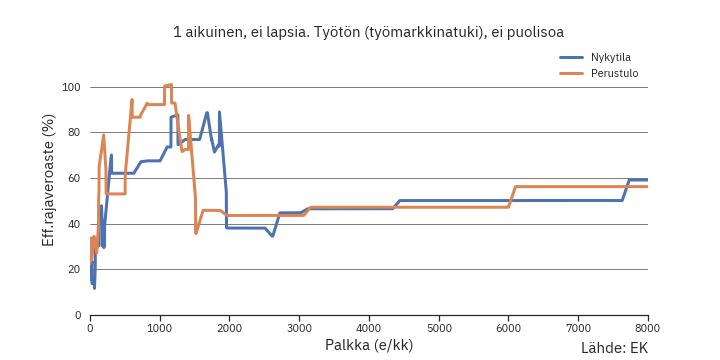 1 aikuinen, ei lapsia. Työtön (työmarkkinatuki), ei puolisoa
Nykytila
Perustulo
Eff.rajaveroaste (%)
100
80
60
40
20
0
0 1000 2000 3000 4000 5000 6000 7000 8000
Palkka (e/kk)
Lähde: EK